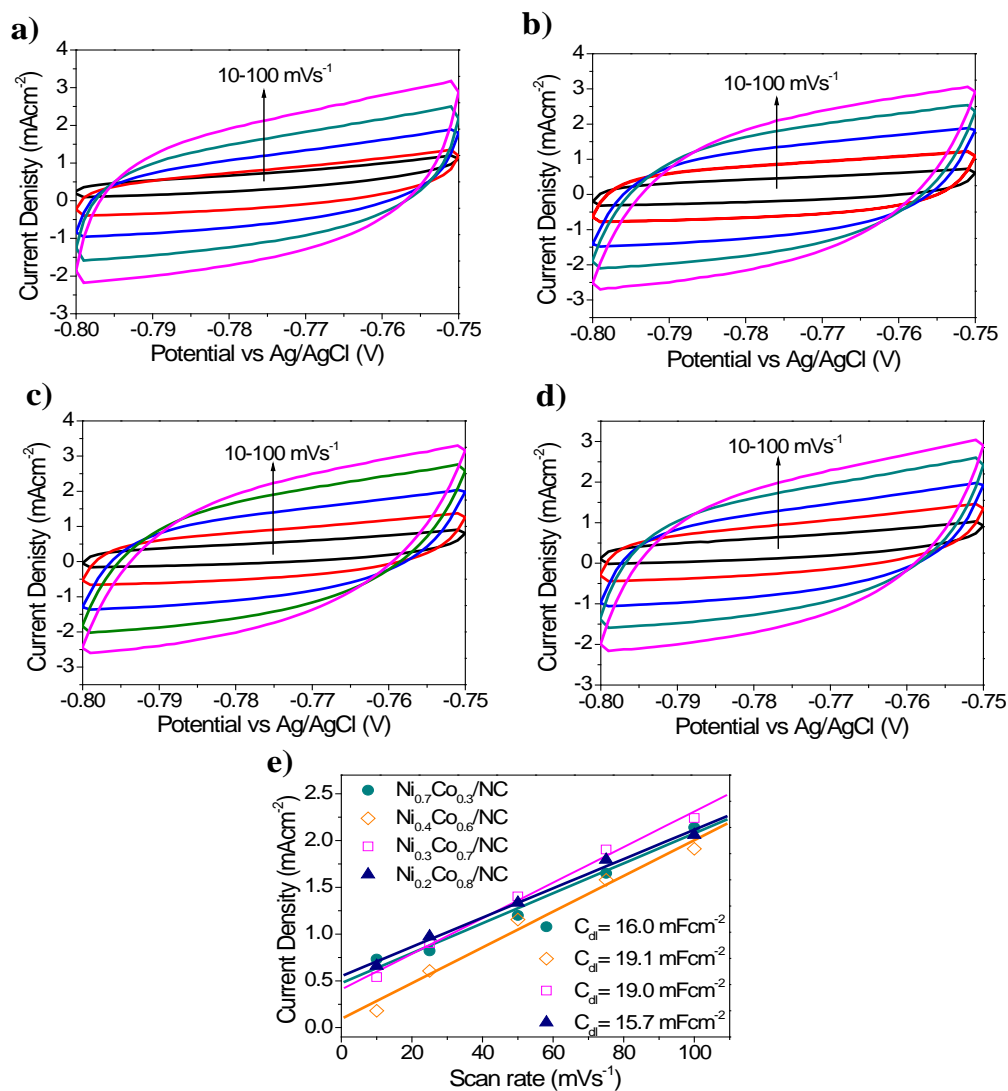 a)
10-100 mVs⁻¹
Current Denisty (mAcm⁻²)
4
3
2
1
0
-1
-2
-3
-0.80 -0.79 -0.78 -0.77 -0.76 -0.75
Potential vs Ag/AgCl (V)
b)
10-100 mVs⁻¹
Current Denisty (mAcm⁻²)
4
3
2
1
0
-1
-2
-3
-0.80 -0.79 -0.78 -0.77 -0.76 -0.75
Potential vs Ag/AgCl (V)
c)
10-100 mVs⁻¹
Current Denisty (mAcm⁻²)
4
3
2
1
0
-1
-2
-3
-0.80 -0.79 -0.78 -0.77 -0.76 -0.75
Potential vs Ag/AgCl (V)
d)
10-100 mVs⁻¹
Current Denisty (mAcm⁻²)
3
2
1
0
-1
-2
-3
-0.80 -0.79 -0.78 -0.77 -0.76 -0.75
Potential vs Ag/AgCl (V)
e)
Current Density (mAcm⁻²)
2.5
2.0
1.5
1.0
0.5
0.0
Ni₀.₇Co₀.₃/NC
Ni₀.₄Co₀.₆/NC
Ni₀.₃Co₀.₇/NC
Ni₀.₂Co₀.₈/NC
C_dl= 16.0 mFcm⁻²
C_dl= 19.1 mFcm⁻²
C_dl= 19.0 mFcm⁻²
C_dl= 15.7 mFcm⁻²
0 20 40 60 80 100
Scan rate (mVs⁻¹)